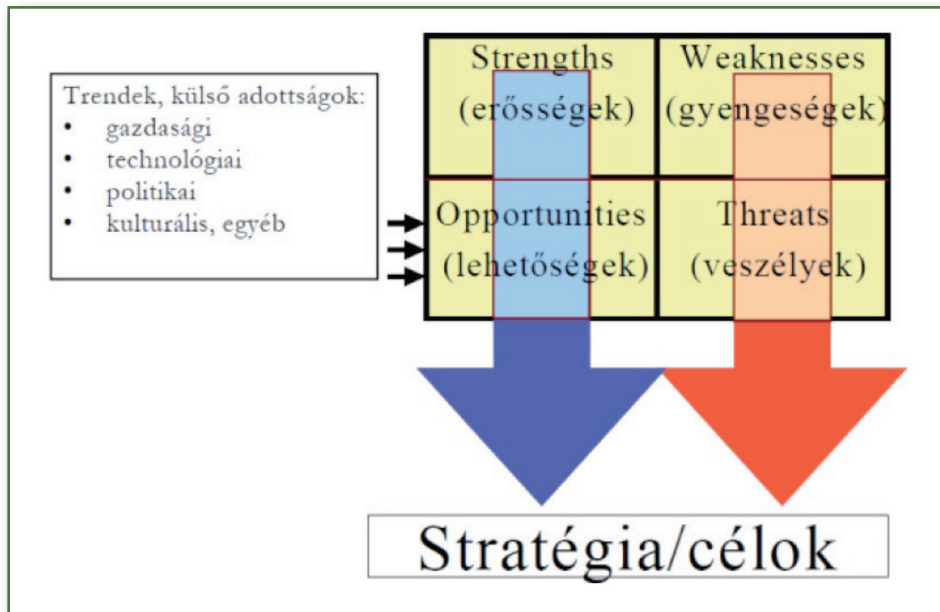 Trendek, külső adottságok:
• gazdasági
• technológiai
• politikai
• kulturális, egyéb
Strengths
(erősségek)
Weaknesses
(gyengeségek)
Opportunities
(lehetőségek)
Threats
(veszélyek)
Stratégia/célok